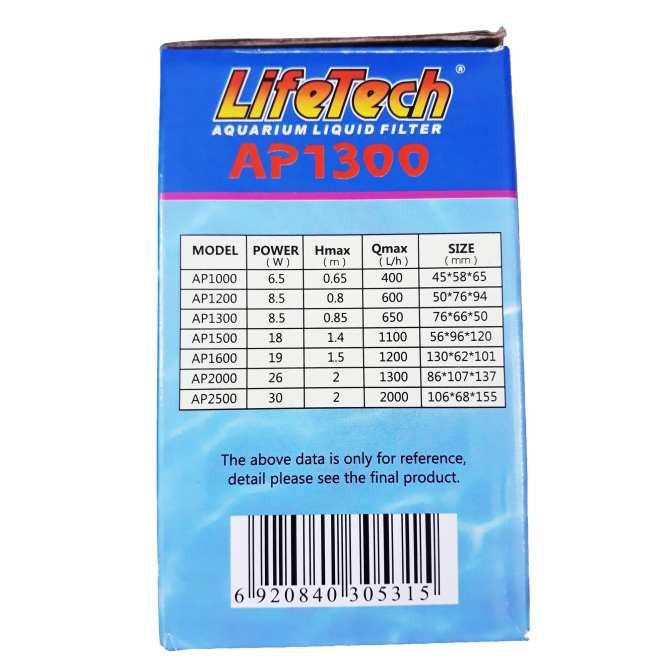 LifeTech®
AQUARIUM LIQUID FILTER
AP1300
MODEL POWER (W) Hmax (m) Qmax (L/h) SIZE (mm)
AP1000 6.5 0.65 400 45*58*65
AP1200 8.5 0.8 600 50*76*94
AP1300 8.5 0.85 650 76*66*50
AP1500 18 1.4 1100 56*96*120
AP1600 19 1.5 1200 130*62*101
AP2000 26 2 1300 86*107*137
AP2500 30 2 2000 106*68*155
The above data is only for reference,
detail please see the final product.
6 920840 305315